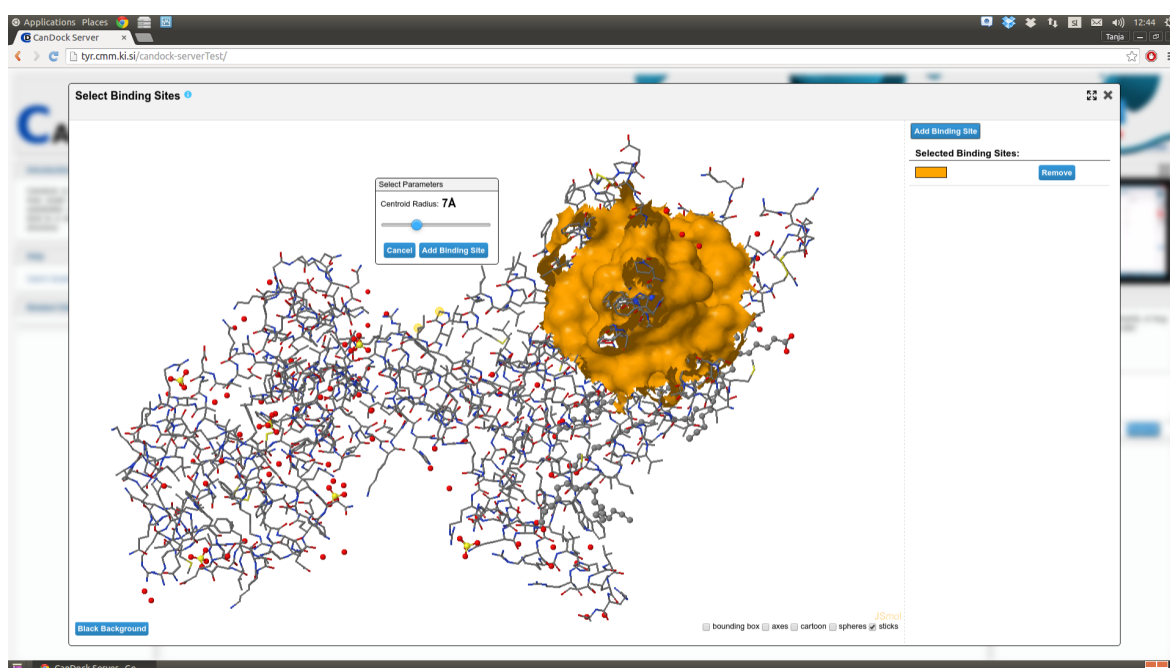 Applications Places
SI
12:44
CanDock Server ×
Tanja
tyr.cmm.ki.si/candock-serverTest/
Select Binding Sites
Add Binding Site
Selected Binding Sites:
Remove
Select Parameters
Centroid Radius: 7Å
Cancel Add Binding Site
JSmol
bounding box axes cartoon spheres sticks
Black Background
CanDock Server - Go